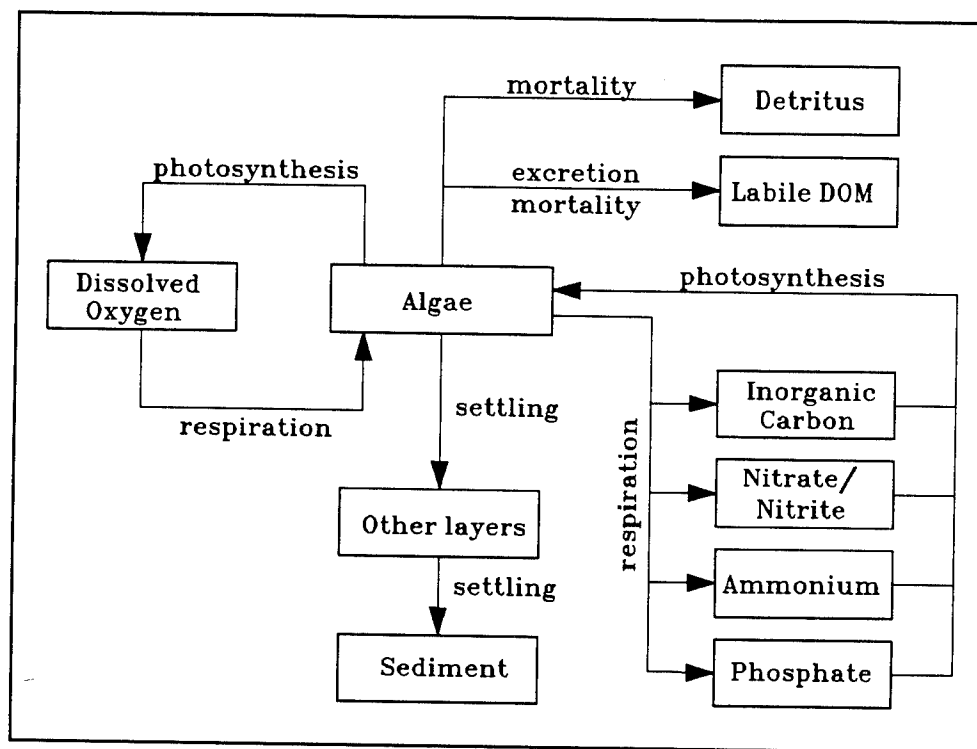 mortality
Detritus
photosynthesis
excretion
mortality
Labile DOM
Dissolved
Oxygen
Algae
photosynthesis
respiration
settling
Inorganic
Carbon
respiration
Nitrate/
Nitrite
Other layers
settling
Ammonium
Sediment
Phosphate